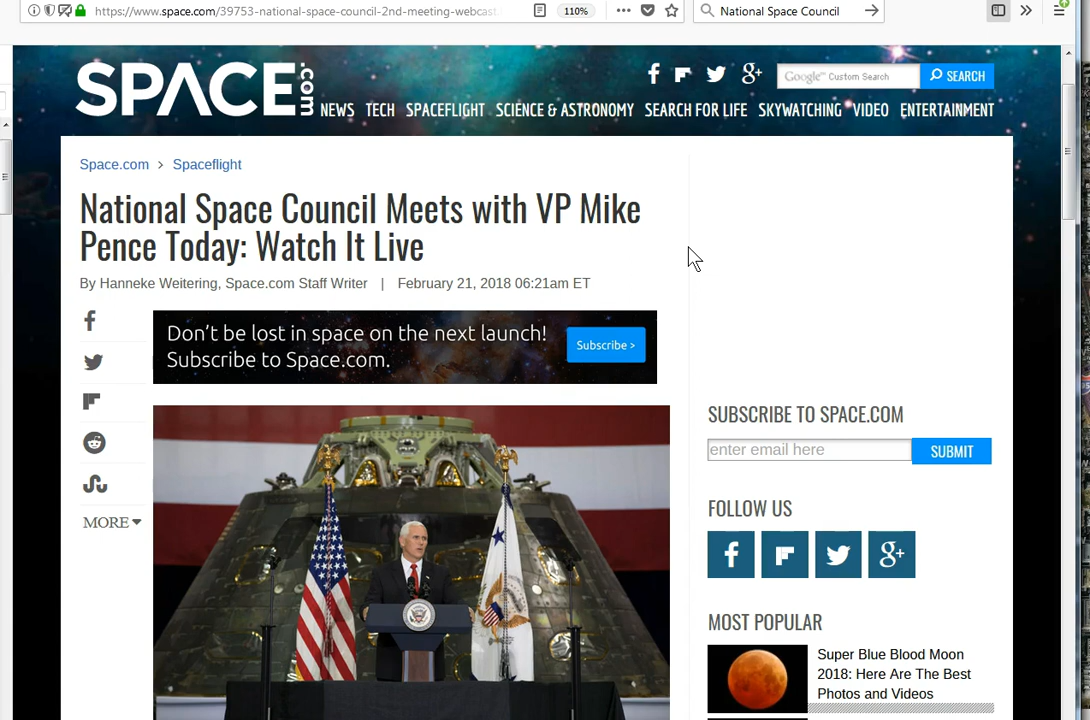 https://www.space.com/39753-national-space-council-2nd-meeting-webcast.
110%
National Space Council
SPACE.com
Google™ Custom Search
SEARCH
NEWS TECH SPACEFLIGHT SCIENCE & ASTRONOMY SEARCH FOR LIFE SKYWATCHING VIDEO ENTERTAINMENT
Space.com > Spaceflight
National Space Council Meets with VP Mike
Pence Today: Watch It Live
By Hanneke Weitering, Space.com Staff Writer | February 21, 2018 06:21am ET
Don't be lost in space on the next launch!
Subscribe to Space.com.
Subscribe >
MORE
SUBSCRIBE TO SPACE.COM
enter email here
SUBMIT
FOLLOW US
MOST POPULAR
Super Blue Blood Moon
2018: Here Are The Best
Photos and Videos